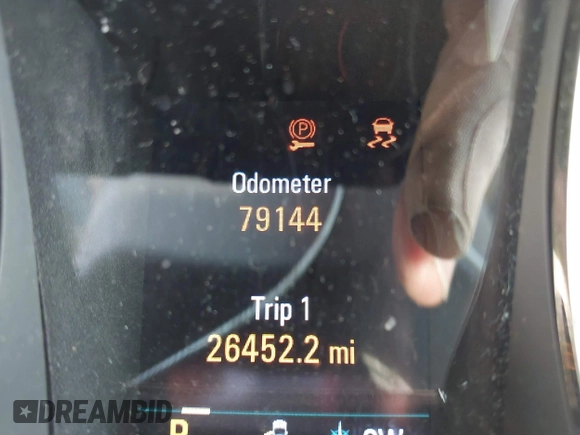 Odometer
79144
Trip 1
26452.2 mi
P
DREAMBID